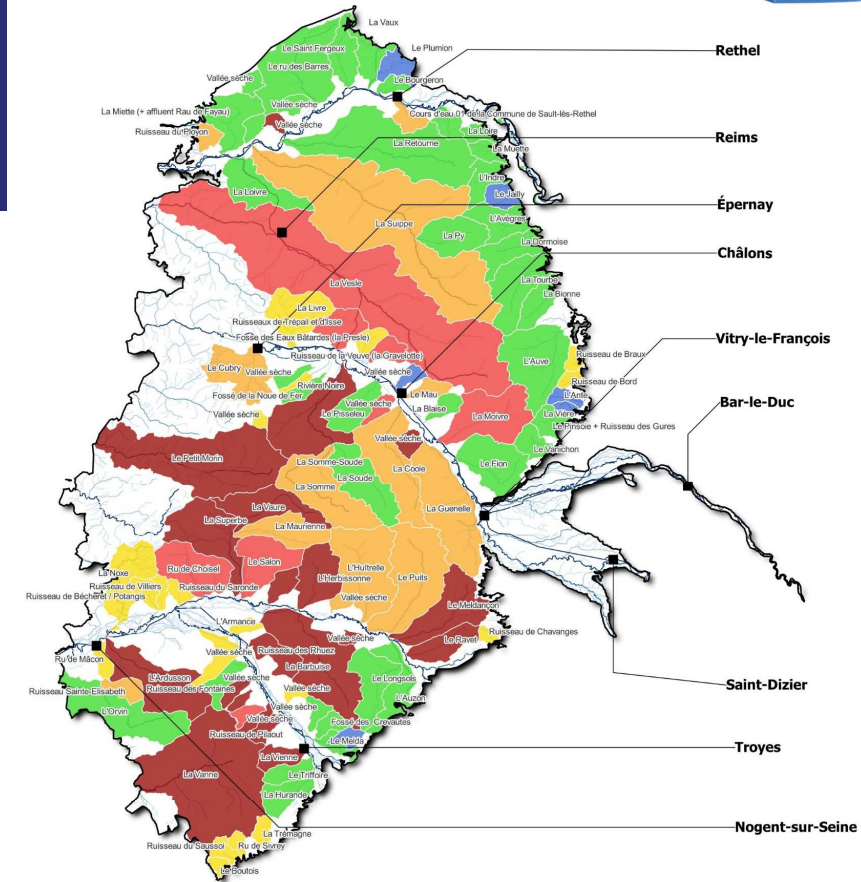 La Vaux
Le Saint Fergeux
Le Plumion
Rethel
Le ru des Barres
Vallée sèche
Le Bourgeron
Vallée sèche
La Miette (+ affluent Rau de Fayau)
Cours d'eau 01 de la Commune de Sault-lès-Rethel
Ruisseau du Ployon
Vallée sèche
La Loire
La Retourne
Reims
La Muette
L'Indre
La Loivre
Le Jailly
Épernay
L'Avègres
La Suippe
La Py
La Dormoise
Châlons
La Tourbe
La Vesle
La Bionne
La Livre
Ruisseaux de Trépail et d'Isse
Fosse des Eaux Bâtardes (la Presle)
Vitry-le-François
Ruisseau de la Veuve (la Gravelotte)
Ruisseau de Braux
L'Auve
Le Cubry
Vallée sèche
Vallée sèche
Ruisseau de Bord
Rivière Noire
Fossé de la Noue de Fer
Le Mau
L'Ante
Bar-le-Duc
Vallée sèche
La Blaise
Vallée sèche
Le Pisseleu
La Moivre
La Vière
Le Pinsoie + Ruisseau des Gures
Vallée sèche
Le Vanichon
Le Petit Morin
La Somme-Soude
Le Fion
La Coole
La Soude
La Somme
La Vaure
La Guenelle
La Superbe
La Maurienne
Le Salon
L'Huîtrelle
La Noxe
Ru de Choisel
L'Herbissonne
Le Puits
Ruisseau de Villiers
Ruisseau du Saronde
Ruisseau de Bécheret / Potangis
Vallée sèche
Le Meldançon
L'Armance
Ruisseau de Chavanges
Ru de Mâcon
Vallée sèche
Le Ravet
Vallée sèche
Ruisseau des Rhuez
La Barbuise
L'Ardusson
Vallée sèche
Le Longsols
Saint-Dizier
Ruisseau Sainte-Elisabeth
Ruisseau des Fontaines
Vallée sèche
L'Auzon
L'Orvin
Vallée sèche
Vallée sèche
Fossé des Crevautes
Ruisseau de Pilaout
Le Melda
Troyes
La Vienne
La Vanne
Le Triffoire
La Hurande
Nogent-sur-Seine
La Trémagne
Ruisseau du Saussoi
Ru de Sivrey
Le Boutois